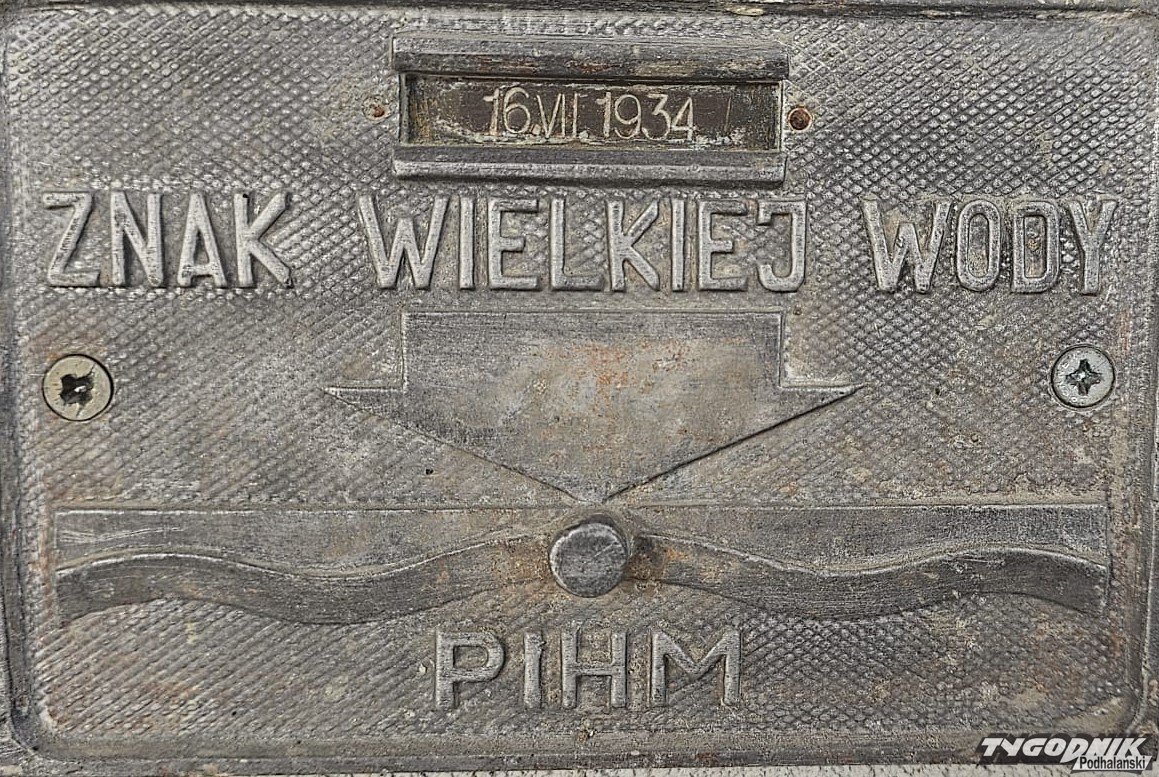 16.VII.1934
ZNAK WIELKIEJ WODY
PIHM
TYGODNIK
Podhalański